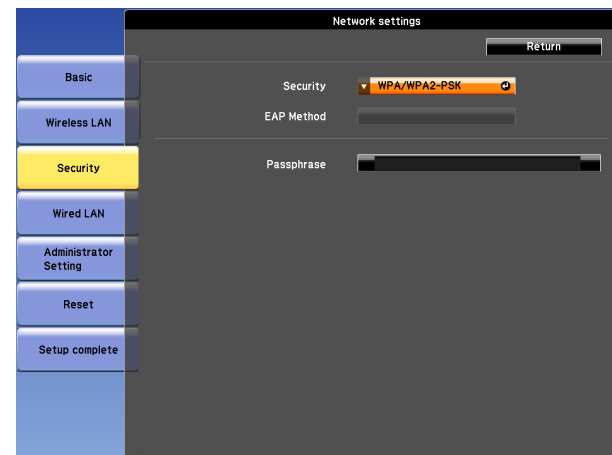 Network settings
Return
Basic
Wireless LAN
Security
Wired LAN
Administrator
Setting
Reset
Setup complete
Security
WPA/WPA2-PSK
EAP Method
Passphrase